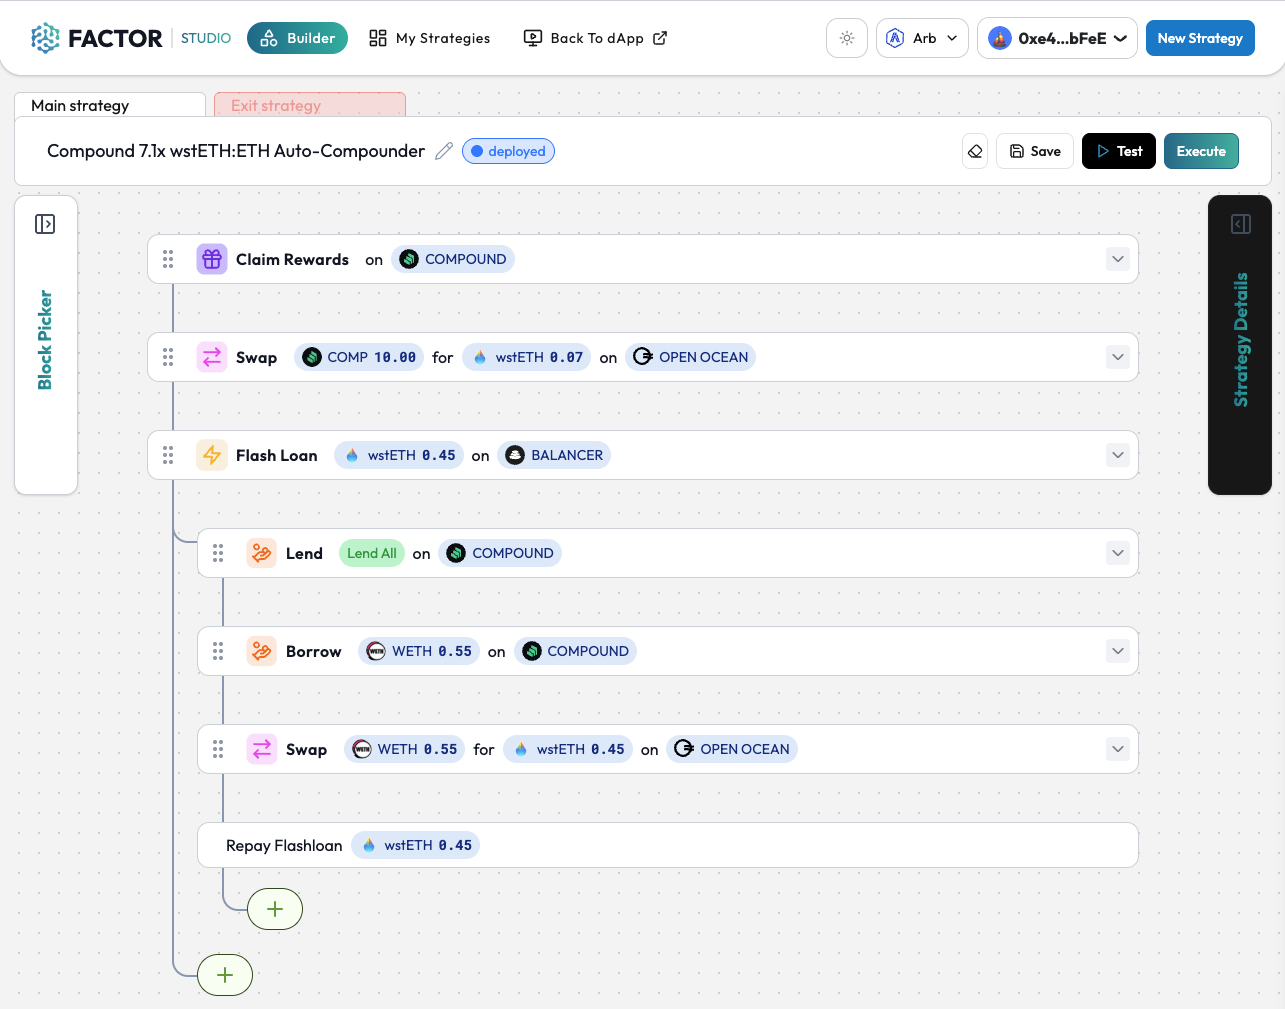 FACTOR STUDIO Builder My Strategies Back To dApp Arb 0xe4...bFeE New Strategy
Main strategy Exit strategy
Compound 7.1x wstETH:ETH Auto-Compounder deployed Save Test Execute
Block Picker
Strategy Details
Claim Rewards on COMPOUND
Swap COMP 10.00 for wstETH 0.07 on OPEN OCEAN
Flash Loan wstETH 0.45 on BALANCER
Lend Lend All on COMPOUND
Borrow WETH 0.55 on COMPOUND
Swap WETH 0.55 for wstETH 0.45 on OPEN OCEAN
Repay Flashloan wstETH 0.45